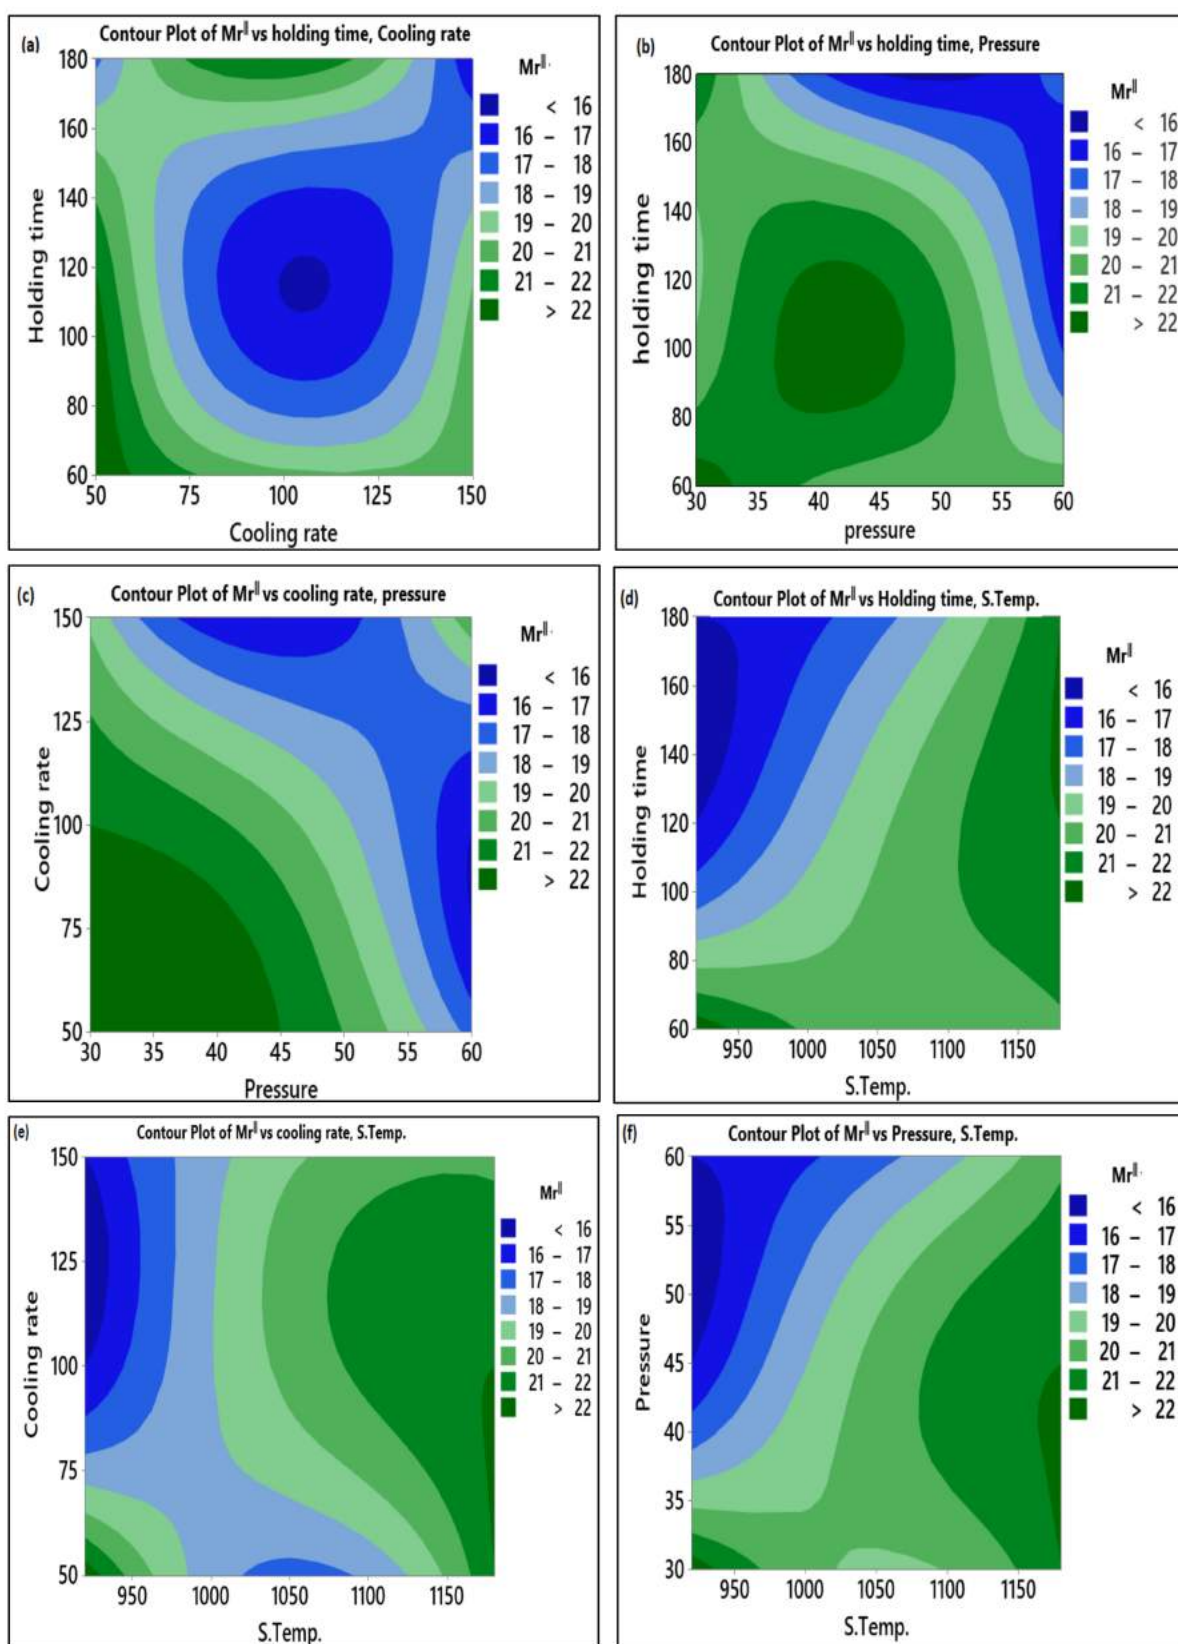 (a)
Contour Plot of Mr∥ vs holding time, Cooling rate
Mr∥
180
160
140
120
100
80
60
Holding time
50 75 100 125 150
Cooling rate
< 16
16 – 17
17 – 18
18 – 19
19 – 20
20 – 21
21 – 22
> 22
(b)
Contour Plot of Mr∥ vs holding time, Pressure
Mr∥
180
160
140
120
100
80
60
holding time
30 35 40 45 50 55 60
pressure
< 16
16 – 17
17 – 18
18 – 19
19 – 20
20 – 21
21 – 22
> 22
(c)
Contour Plot of Mr∥ vs cooling rate, pressure
Mr∥
150
125
100
75
50
Cooling rate
30 35 40 45 50 55 60
Pressure
< 16
16 – 17
17 – 18
18 – 19
19 – 20
20 – 21
21 – 22
> 22
(d)
Contour Plot of Mr∥ vs Holding time, S.Temp.
Mr∥
180
160
140
120
100
80
60
Holding time
950 1000 1050 1100 1150
S.Temp.
< 16
16 – 17
17 – 18
18 – 19
19 – 20
20 – 21
21 – 22
> 22
(e)
Contour Plot of Mr∥ vs cooling rate, S.Temp.
Mr∥
150
125
100
75
50
Cooling rate
950 1000 1050 1100 1150
S.Temp.
< 16
16 – 17
17 – 18
18 – 19
19 – 20
20 – 21
21 – 22
> 22
(f)
Contour Plot of Mr∥ vs Pressure, S.Temp.
Mr∥
60
55
50
45
40
35
30
Pressure
950 1000 1050 1100 1150
S.Temp.
< 16
16 – 17
17 – 18
18 – 19
19 – 20
20 – 21
21 – 22
> 22